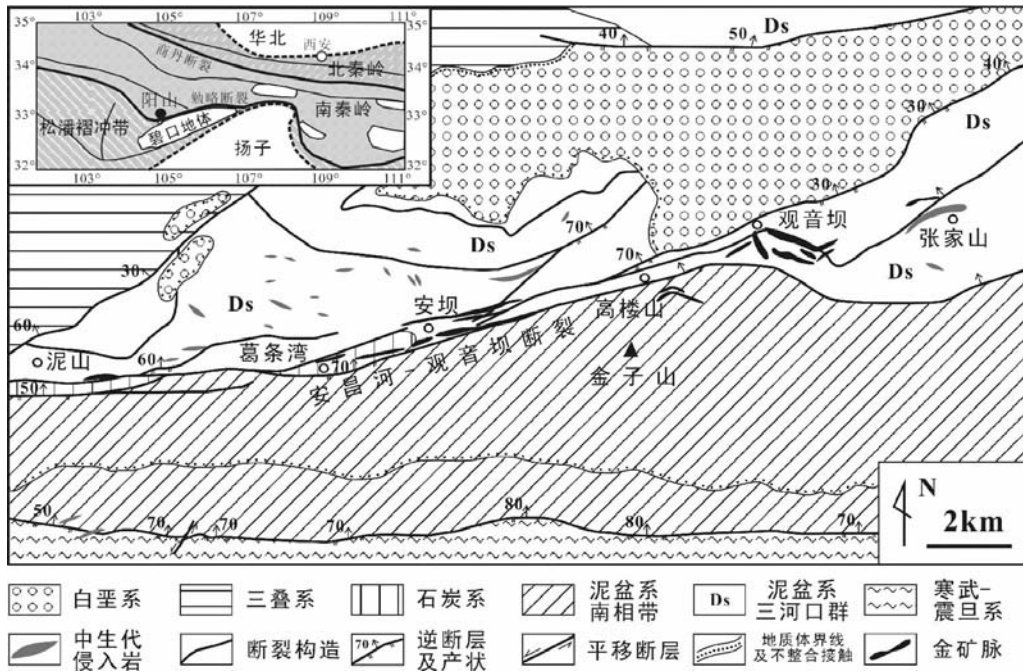 103° 105° 107° 109° 111°
35° 35°
34° 34°
33° 33°
32° 32°
103° 105° 107° 109° 111°
华北
西安
商丹断裂
北秦岭
阳山
勉略断裂
南秦岭
松潘褶冲带
碧口地体
扬子
40
50
Ds
40
30
Ds
30
观音坝
张家山
Ds
70
Ds
70
30
Ds
安坝
高楼山
60
泥山
60
葛条湾
70
安昌河-观音坝断裂
金子山
50
50
70
70
70
80
80
70
N
2km
白垩系
三叠系
石炭系
泥盆系
南相带
Ds
泥盆系
三河口群
寒武-
震旦系
中生代
侵入岩
断裂构造
70
逆断层
及产状
平移断层
地质体界线
及不整合接触
金矿脉